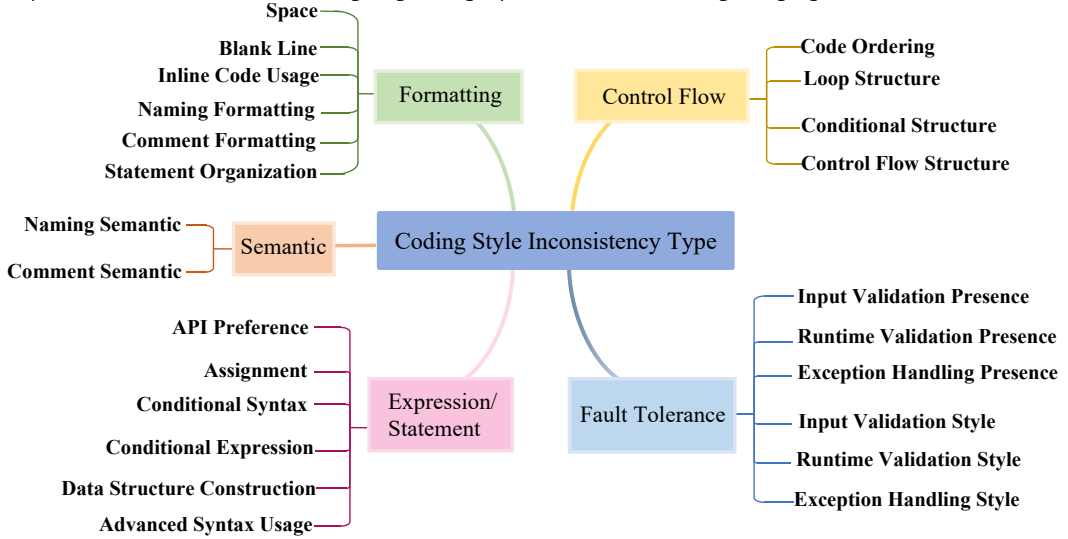 Space
Blank Line
Inline Code Usage
Naming Formatting
Comment Formatting
Statement Organization
Formatting
Control Flow
Code Ordering
Loop Structure
Conditional Structure
Control Flow Structure
Naming Semantic
Comment Semantic
Semantic
Coding Style Inconsistency Type
API Preference
Assignment
Conditional Syntax
Conditional Expression
Data Structure Construction
Advanced Syntax Usage
Expression/
Statement
Fault Tolerance
Input Validation Presence
Runtime Validation Presence
Exception Handling Presence
Input Validation Style
Runtime Validation Style
Exception Handling Style